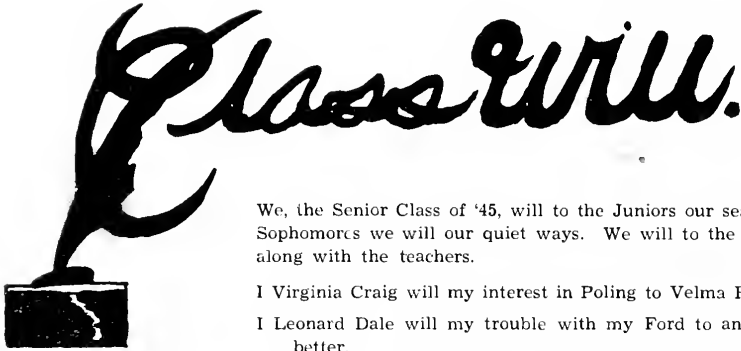 Class Will.
We, the Senior Class of '45, will to the Juniors our
Sophomores we will our quiet ways. We will to the
along with the teachers.
I Virginia Craig will my interest in Poling to Velma
I Leonard Dale will my trouble with my Ford to
better.